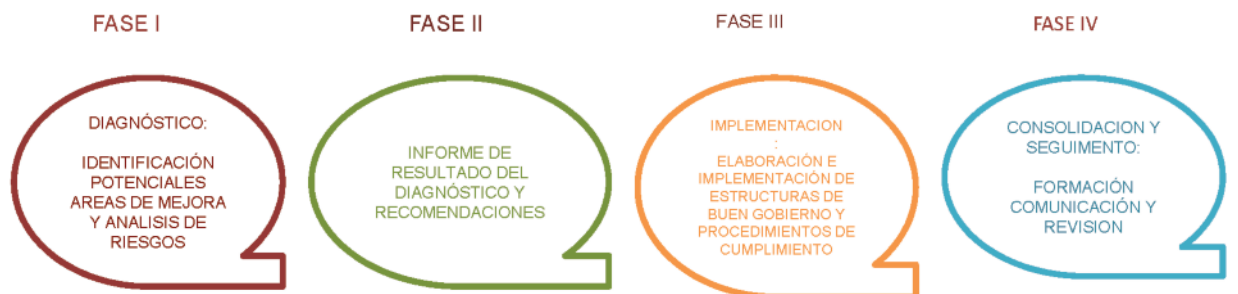 FASE I
DIAGNÓSTICO:
IDENTIFICACIÓN
POTENCIALES
AREAS DE MEJORA
Y ANALISIS DE
RIESGOS
FASE II
INFORME DE
RESULTADO DEL
DIAGNÓSTICO Y
RECOMENDACIONES
FASE III
IMPLEMENTACION
:
ELABORACIÓN E
IMPLEMENTACIÓN DE
ESTRUCTURAS DE
BUEN GOBIERNO Y
PROCEDIMIENTOS DE
CUMPLIMIENTO
FASE IV
CONSOLIDACION Y
SEGUIMENTO:
FORMACIÓN
COMUNICACIÓN Y
REVISION